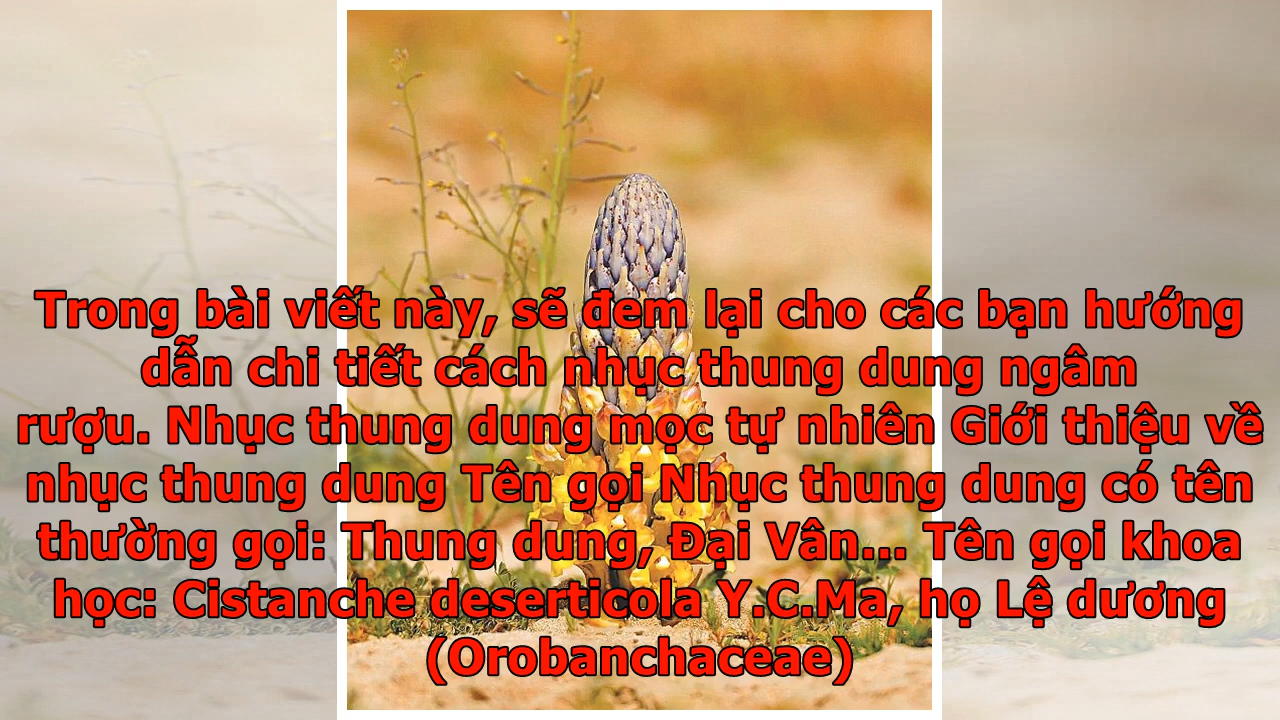 Trong bài viết này, sẽ đem lại cho các bạn hướng
dẫn chi tiết cách nhục thung dung ngâm
rượu. Nhục thung dung mọc tự nhiên Giới thiệu về
nhục thung dung Tên gọi Nhục thung dung có tên
thường gọi: Thung dung, Đại Vân... Tên gọi khoa
học: Cistanche deserticola Y.C.Ma, họ Lệ dương
(Orobanchaceae)